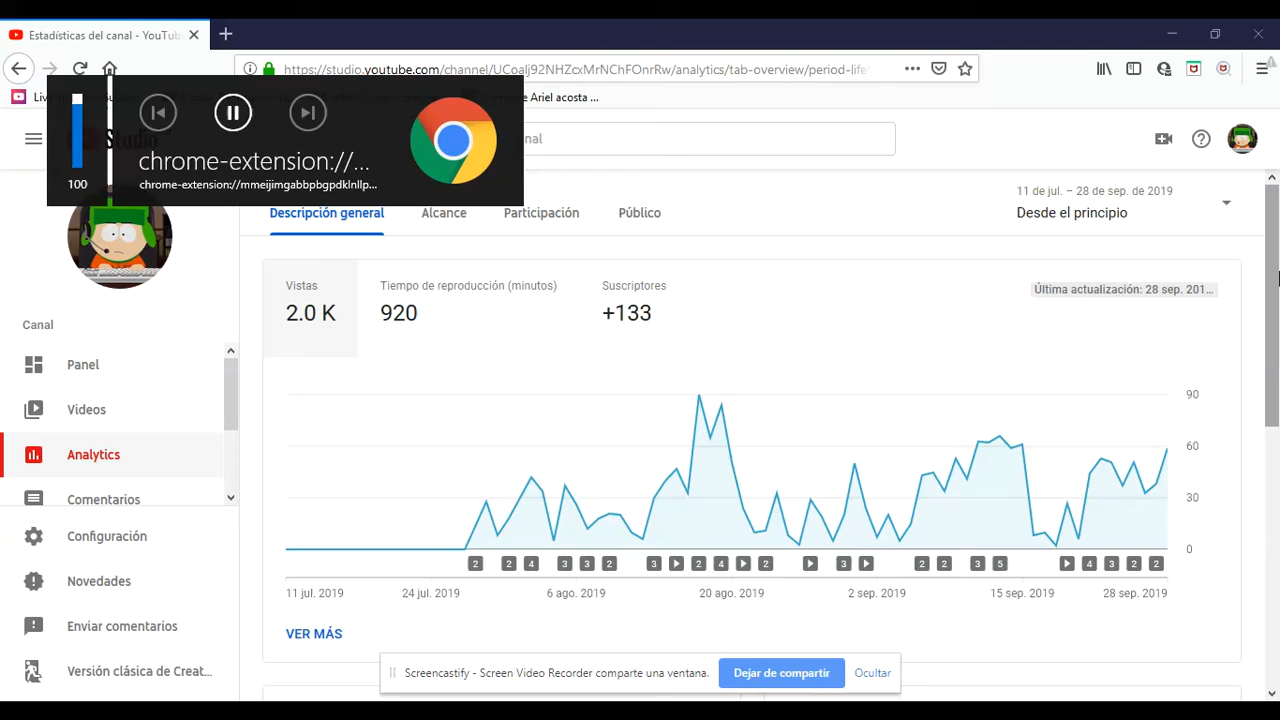 Estadísticas del canal - YouTub
https://studio.youtube.com/channel/UCoalj92NHZcxMrNChFOnrRw/analytics/tab-overview/period-life
Ariel acosta ...
100
chrome-extension://...
chrome-extension://mmeijimgabbpbgpdklnllp...
Studio
nal
11 de jul. – 28 de sep. de 2019
Desde el principio
Descripción general
Alcance
Participación
Público
Vistas
2.0 K
Tiempo de reproducción (minutos)
920
Suscriptores
+133
Última actualización: 28 sep. 201...
Canal
Panel
Videos
Analytics
Comentarios
Configuración
Novedades
Enviar comentarios
Versión clásica de Creat...
90
60
30
0
2 2 4 3 3 2 3 2 4 2 3 2 2 3 5 4 3 2 2
11 jul. 2019 24 jul. 2019 6 ago. 2019 20 ago. 2019 2 sep. 2019 15 sep. 2019 28 sep. 2019
VER MÁS
Screencastify - Screen Video Recorder comparte una ventana.
Dejar de compartir
Ocultar